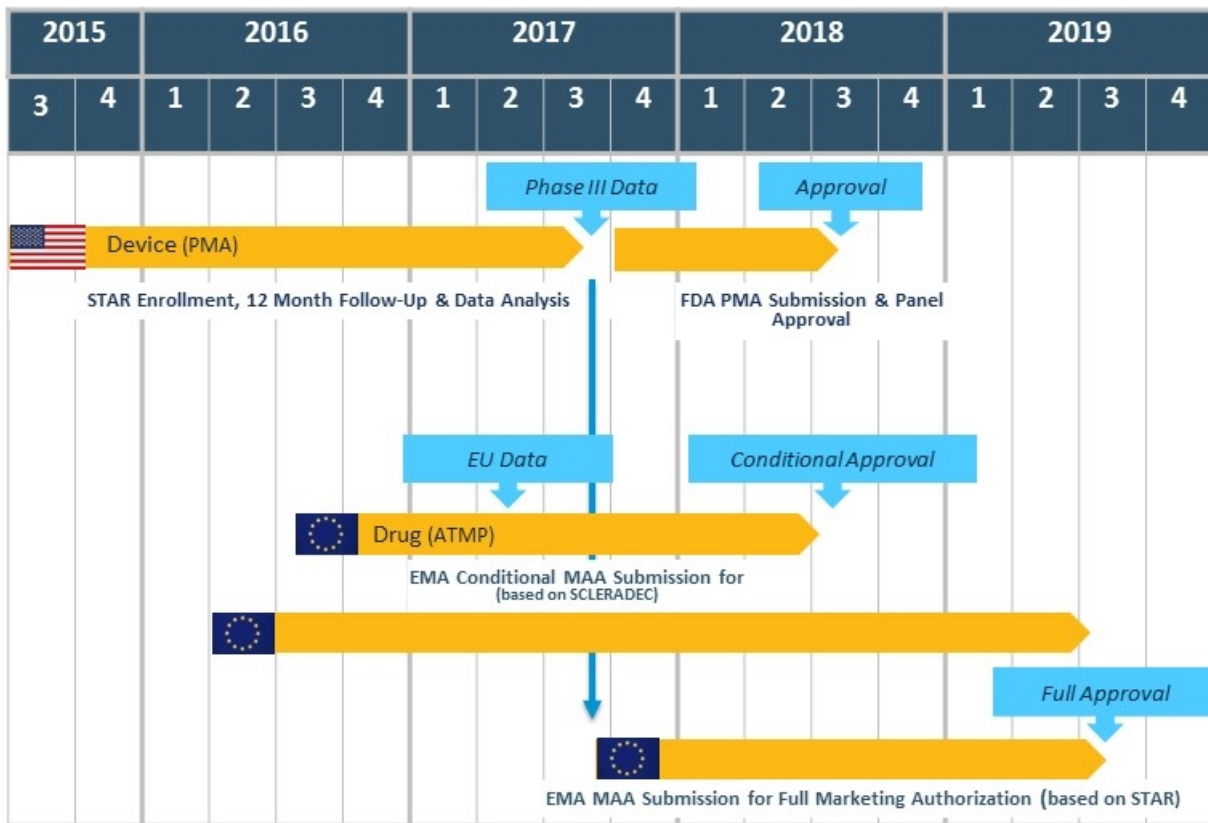 2015 2016 2017 2018 2019
3 4 1 2 3 4 1 2 3 4 1 2 3 4 1 2 3 4
Phase III Data Approval
Device (PMA)
STAR Enrollment, 12 Month Follow-Up & Data Analysis
FDA PMA Submission & Panel
Approval
EU Data Conditional Approval
Drug (ATMP)
EMA Conditional MAA Submission for
(based on SCLERADEC)
Full Approval
EMA MAA Submission for Full Marketing Authorization (based on STAR)